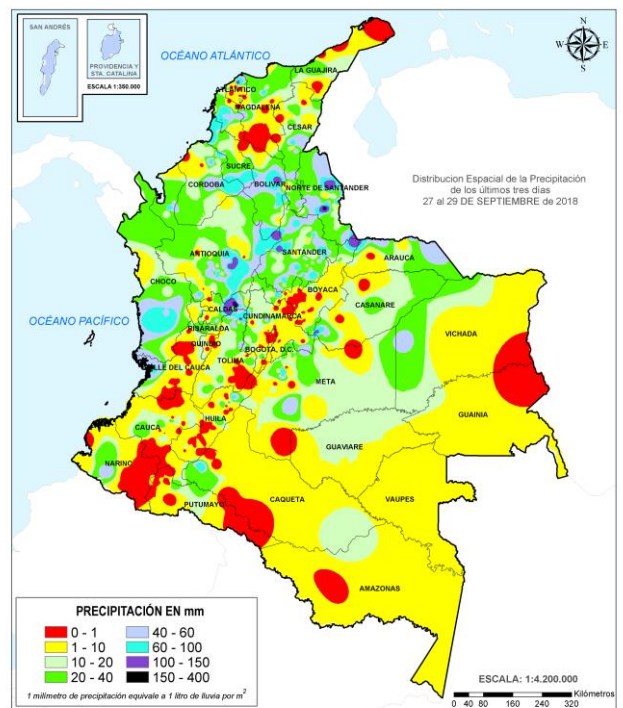 SAN ANDRÉS
PROVIDENCIA Y
STA. CATALINA
ESCALA 1:360.000
OCÉANO ATLÁNTICO
N
W
E
S
LA GUAJIRA
ATLÁNTICO
MAGDALENA
CESAR
SUCRE
CORDOBA
BOLIVAR
NORTE DE SANTANDER
Distribucion Espacial de la Precipitación
de los últimos tres días
27 al 29 DE SEPTIEMBRE de 2018
ANTIOQUIA
SANTANDER
ARAUCA
CHOCO
BOYACA
CASANARE
OCÉANO PACÍFICO
CALDAS
CUNDINAMARCA
VICHADA
RISARALDA
QUINDIO
BOGOTA, D.C.
TOLIMA
VALLE DEL CAUCA
META
GUAINIA
HUILA
CAUCA
GUAVIARE
NARIÑO
CAQUETA
VAUPES
PUTUMAYO
AMAZONAS
PRECIPITACIÓN EN mm
0 - 1
40 - 60
1 - 10
60 - 100
10 - 20
100 - 150
20 - 40
150 - 400
1 milímetro de precipitación equivale a 1 litro de lluvia por m²
ESCALA: 1:4.200.000
Kilómetros
0 40 80 160 240 320